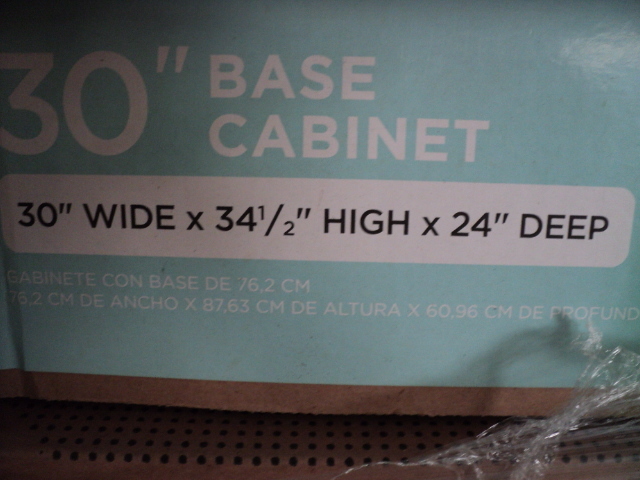 30" BASE CABINET
30" WIDE x 34 1/2" HIGH x 24" DEEP
GABINETE CON BASE DE 76,2 CM
76,2 CM DE ANCHO X 87,63 CM DE ALTURA X 60,96 CM DE PROFUND